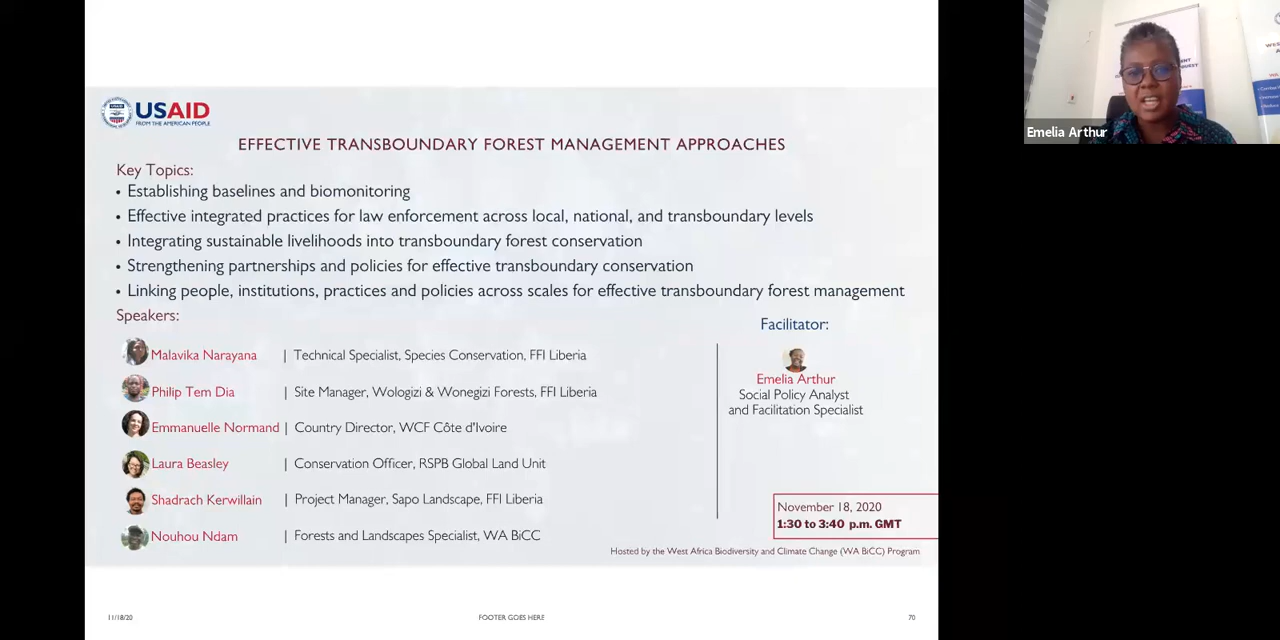 USAID
FROM THE AMERICAN PEOPLE
EFFECTIVE TRANSBOUNDARY FOREST MANAGEMENT APPROACHES
Key Topics:
• Establishing baselines and biomonitoring
• Effective integrated practices for law enforcement across local, national, and transboundary levels
• Integrating sustainable livelihoods into transboundary forest conservation
• Strengthening partnerships and policies for effective transboundary conservation
• Linking people, institutions, practices and policies across scales for effective transboundary forest management
Speakers:
Malavika Narayana | Technical Specialist, Species Conservation, FFI Liberia
Philip Tem Dia | Site Manager, Wologizi & Wonegizi Forests, FFI Liberia
Emmanuelle Normand | Country Director, WCF Côte d'Ivoire
Laura Beasley | Conservation Officer, RSPB Global Land Unit
Shadrach Kerwillain | Project Manager, Sapo Landscape, FFI Liberia
Nouhou Ndam | Forests and Landscapes Specialist, WA BiCC
Facilitator:
Emelia Arthur
Social Policy Analyst
and Facilitation Specialist
November 18, 2020
1:30 to 3:40 p.m. GMT
Hosted by the West Africa Biodiversity and Climate Change (WA BiCC) Program
11/18/20
FOOTER GOES HERE
70
Emelia Arthur